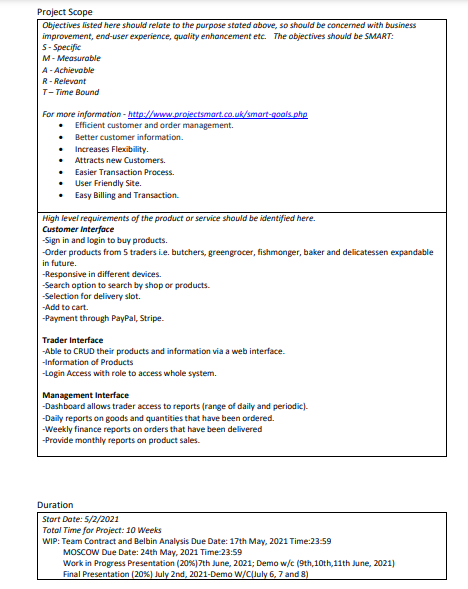 Project Scope
Objectives listed here should relate to the purpose stated above, so should be concerned with business
improvement, end-user experience, quality enhancement etc. The objectives should be SMART:
S - Specific
M - Measurable
A - Achievable
R - Relevant
T – Time Bound
For more information - http://www.projectsmart.co.uk/smart-goals.php
• Efficient customer and order management.
• Better customer information.
• Increases Flexibility.
• Attracts new Customers.
• Easier Transaction Process.
• User Friendly Site.
• Easy Billing and Transaction.
High level requirements of the product or service should be identified here.
Customer Interface
-Sign in and login to buy products.
-Order products from 5 traders i.e. butchers, greengrocer, fishmonger, baker and delicatessen expandable
in future.
-Responsive in different devices.
-Search option to search by shop or products.
-Selection for delivery slot.
-Add to cart.
-Payment through PayPal, Stripe.
Trader Interface
-Able to CRUD their products and information via a web interface.
-Information of Products
-Login Access with role to access whole system.
Management Interface
-Dashboard allows trader access to reports (range of daily and periodic).
-Daily reports on goods and quantities that have been ordered.
-Weekly finance reports on orders that have been delivered
-Provide monthly reports on product sales.
Duration
Start Date: 5/2/2021
Total Time for Project: 10 Weeks
WIP: Team Contract and Belbin Analysis Due Date: 17th May, 2021 Time:23:59
MOSCOW Due Date: 24th May, 2021 Time:23:59
Work in Progress Presentation (20%)7th June, 2021; Demo w/c (9th,10th,11th June, 2021)
Final Presentation (20%) July 2nd, 2021-Demo W/C(July 6, 7 and 8)